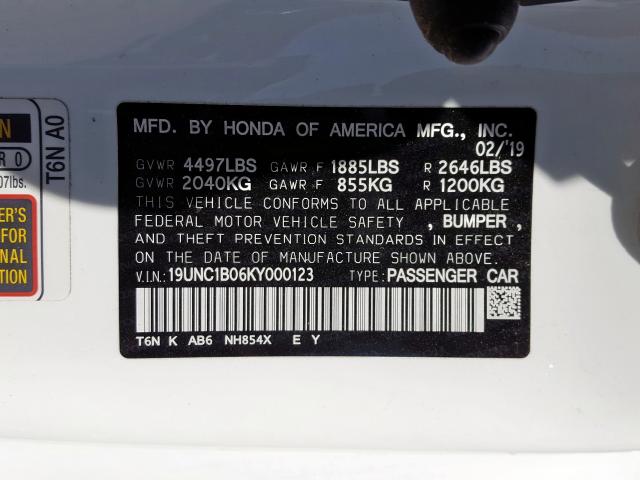 N
R 0
07lbs.
ER'S
FOR
NAL
TION
T6N A0
MFD. BY HONDA OF AMERICA MFG., INC.
02/'19
GVWR 4497LBS GAWR F 1885LBS R 2646LBS
GVWR 2040KG GAWR F 855KG R 1200KG
THIS VEHICLE CONFORMS TO ALL APPLICABLE
FEDERAL MOTOR VEHICLE SAFETY , BUMPER ,
AND THEFT PREVENTION STANDARDS IN EFFECT
ON THE DATE OF MANUFACTURE SHOWN ABOVE.
V.I.N: 19UNC1B06KY000123 TYPE: PASSENGER CAR
T6N K AB6 NH854X E Y